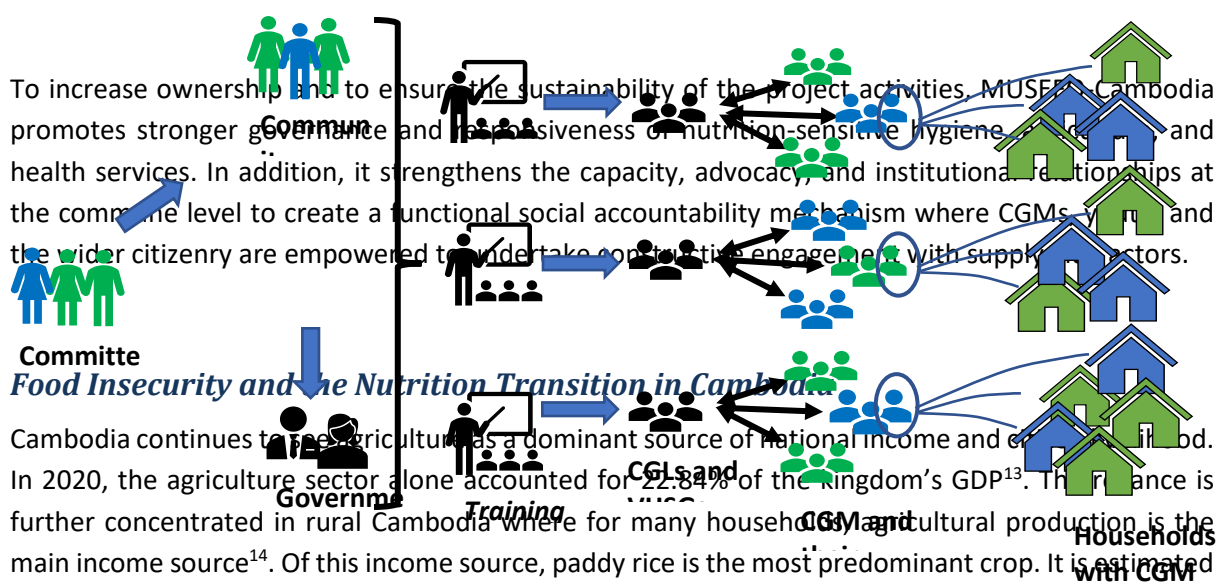 To increase ownership and to ensure the sustainability of the project activities, Cambodia
promotes stronger governance and responsiveness of nutrition-sensitive hygiene, and
health services. In addition, it strengthens the capacity, advocacy, and institutional relationships at
the commune level to create a functional social accountability mechanism where CGMs, and
the wider citizenry are empowered to undertake constructive engagement with supply actors.
Commun
Committe
Food Insecurity and the Nutrition Transition in Cambodia
Cambodia continues to see agriculture as a dominant source of national income and
In 2020, the agriculture sector alone accounted for 22.84% of the Kingdom's GDP13. is
further concentrated in rural Cambodia where for many households, agricultural production is the
main income source14. Of this income source, paddy rice is the most predominant crop. It is estimated
Governme
Training
CGLs and
CGM and
Households
with CGM